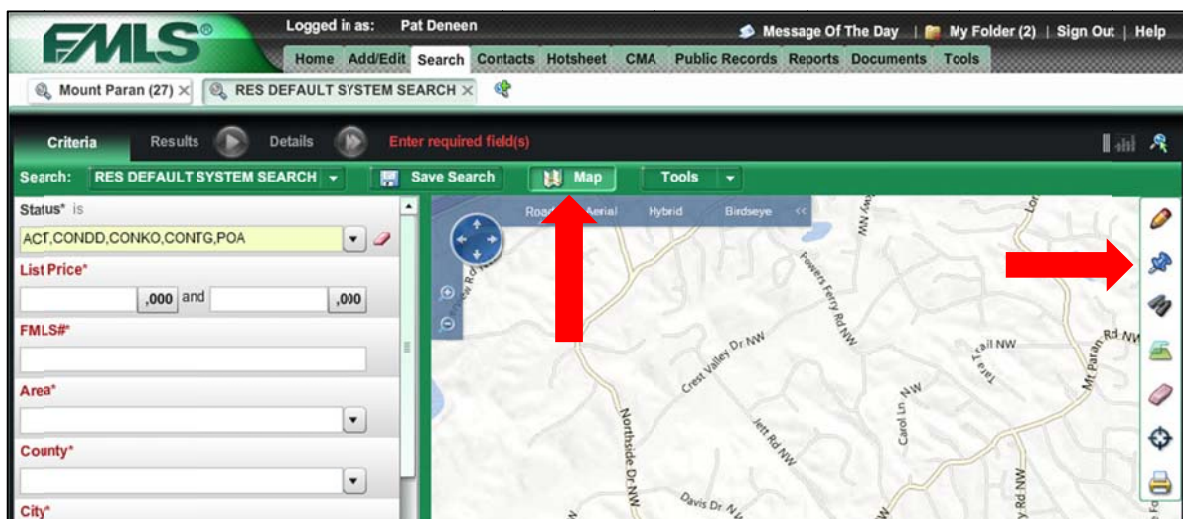 FMLS®
Logged in as: Pat Deneen
Message Of The Day | My Folder (2) | Sign Out | Help
Home Add/Edit Search Contacts Hotsheet CMA Public Records Reports Documents Tools
Mount Paran (27) × RES DEFAULT SYSTEM SEARCH ×
Criteria Results Details Enter required field(s)
Search: RES DEFAULT SYSTEM SEARCH Save Search Map Tools
Status* is
ACT,CONDD,CONKO,CONTG,POA
List Price*
,000 and ,000
FMLS#*
Area*
County*
City*
Road Aerial Hybrid Birdseye <<
Powers Ferry Rd NW
Crest Valley Dr NW
Tara Trail NW
Mt Paran Rd NW
Carol Ln NW
Jett Rd NW
Northside Dr NW
Davis Dr NW
y Rd NW